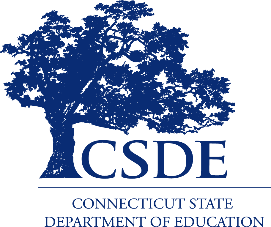 CSDE
CONNECTICUT STATE
DEPARTMENT OF EDUCATION